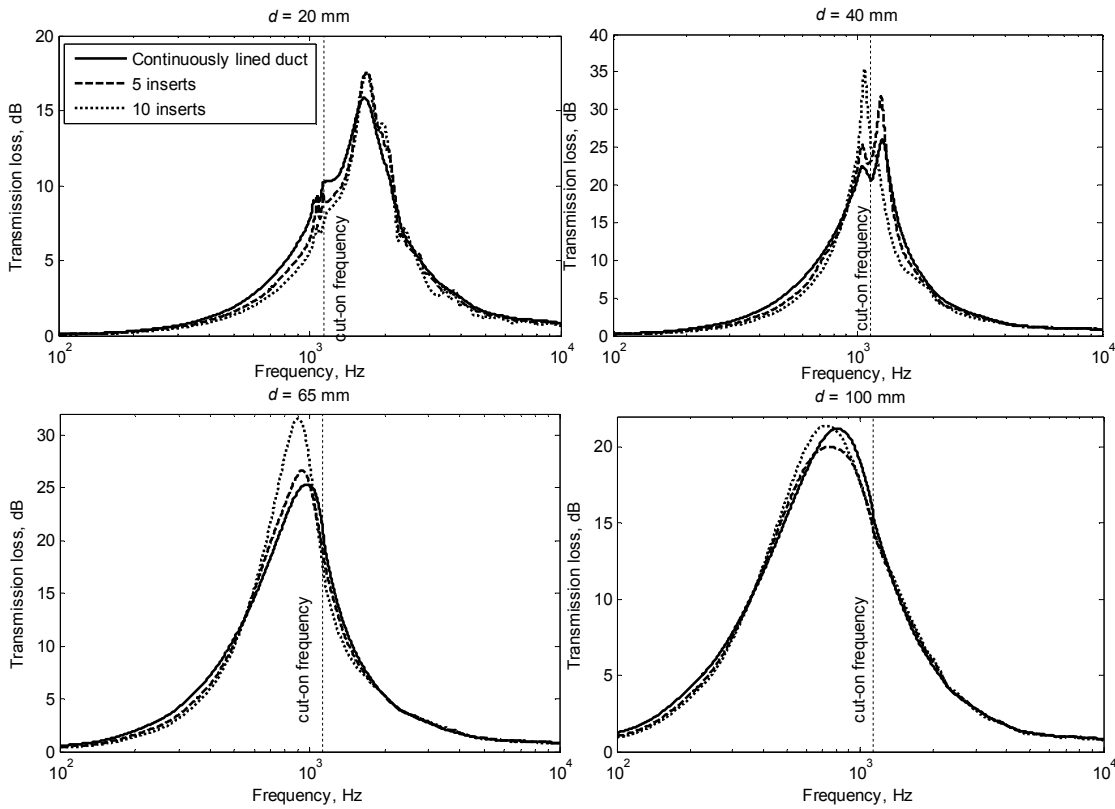 d = 20 mm
Transmission loss, dB
20
15
10
5
0
Continuously lined duct
5 inserts
10 inserts
cut-on frequency
10^2
10^3
10^4
Frequency, Hz
d = 40 mm
Transmission loss, dB
40
35
30
25
20
15
10
5
0
cut-on frequency
10^2
10^3
10^4
Frequency, Hz
d = 65 mm
Transmission loss, dB
30
25
20
15
10
5
0
cut-on frequency
10^2
10^3
10^4
Frequency, Hz
d = 100 mm
Transmission loss, dB
20
15
10
5
0
cut-on frequency
10^2
10^3
10^4
Frequency, Hz